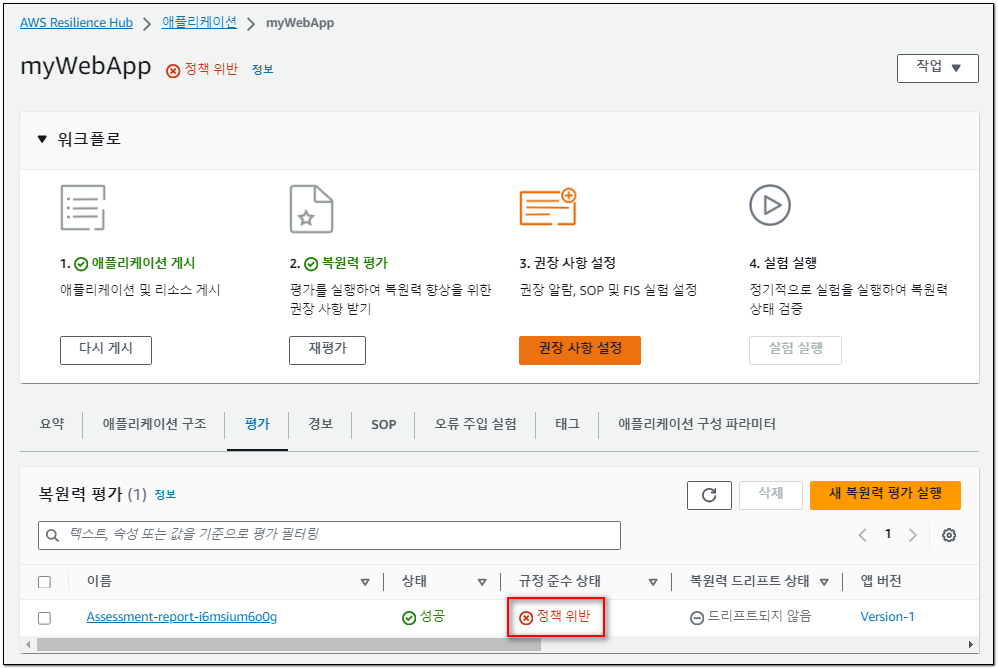 AWS Resilience Hub > 애플리케이션 > myWebApp
myWebApp 정책 위반 정보
작업
워크플로
1. 애플리케이션 게시
애플리케이션 및 리소스 게시
다시 게시
2. 복원력 평가
평가를 실행하여 복원력 향상을 위한
권장 사항 받기
재평가
3. 권장 사항 설정
권장 알람, SOP 및 FIS 실험 설정
권장 사항 설정
4. 실험 실행
정기적으로 실험을 실행하여 복원력
상태 검증
실험 실행
요약 애플리케이션 구조 평가 경보 SOP 오류 주입 실험 태그 애플리케이션 구성 파라미터
복원력 평가 (1) 정보
삭제 새 복원력 평가 실행
텍스트, 속성 또는 값을 기준으로 평가 필터링
1
이름 상태 규정 준수 상태 복원력 드리프트 상태 앱 버전
Assessment-report-i6msium6o0g 성공 정책 위반 드리프트되지 않음 Version-1